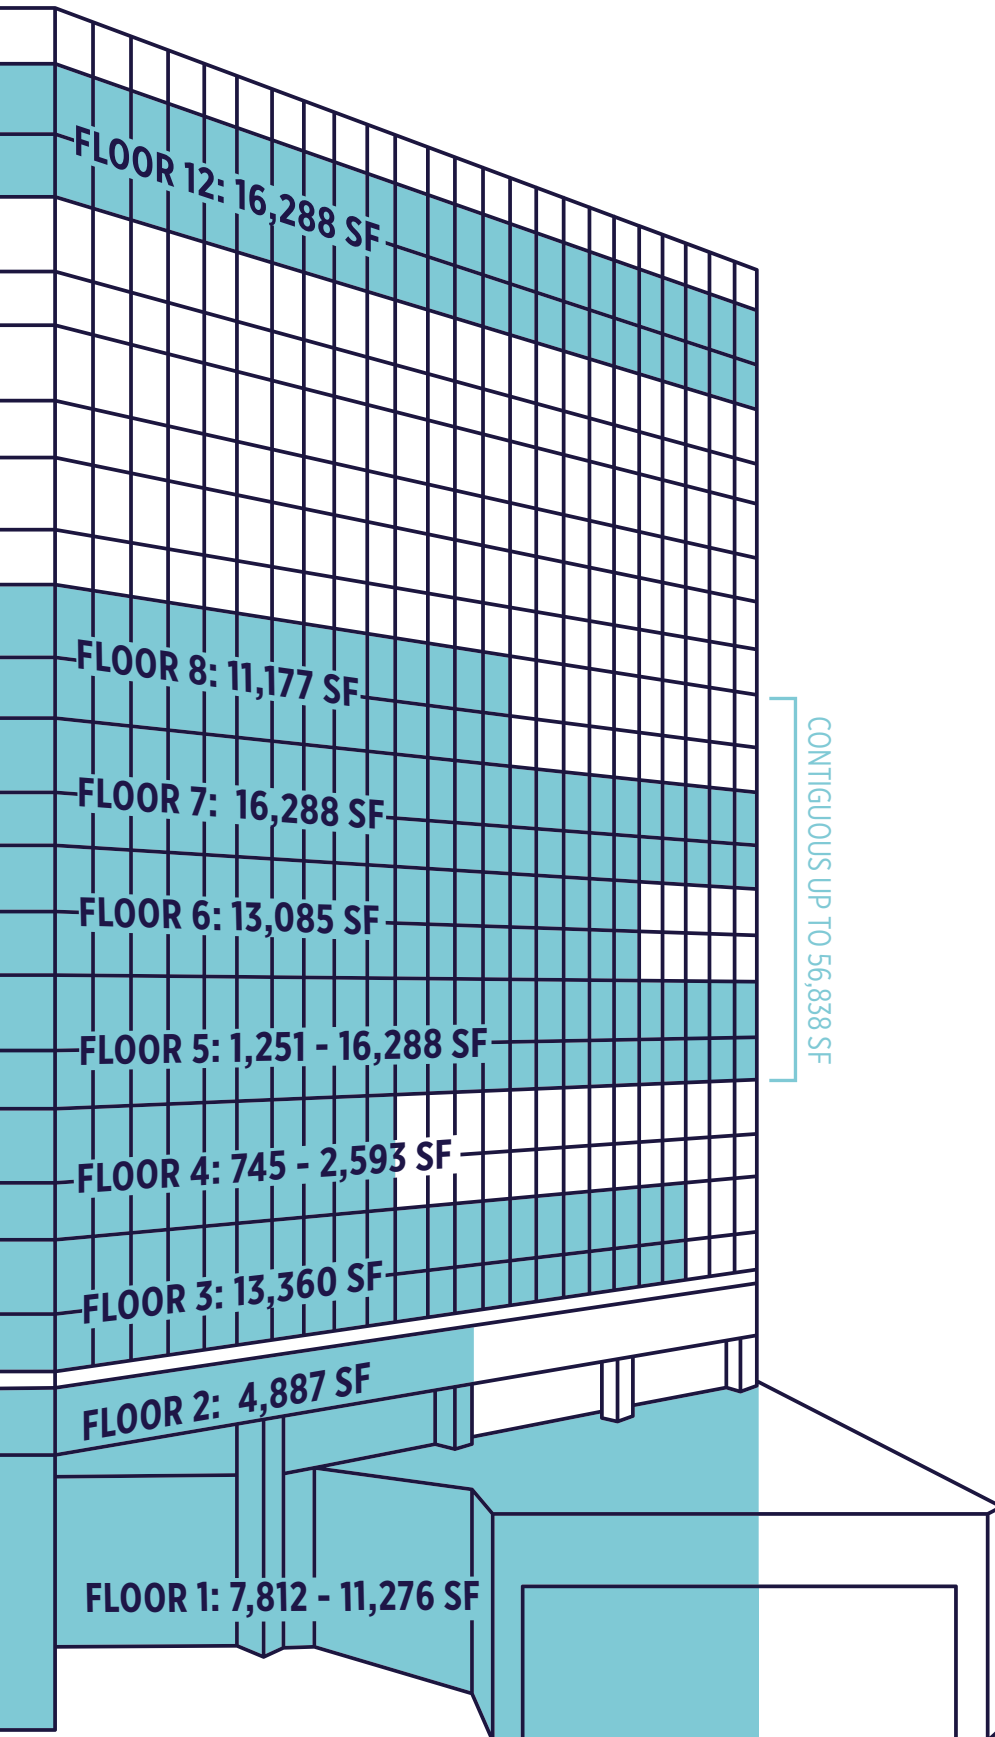 FLOOR 12: 16,288 SF
FLOOR 8: 11,177 SF
FLOOR 7: 16,288 SF
FLOOR 6: 13,085 SF
FLOOR 5: 1,251 - 16,288 SF
FLOOR 4: 745 - 2,593 SF
FLOOR 3: 13,360 SF
FLOOR 2: 4,887 SF
FLOOR 1: 7,812 - 11,276 SF
CONTIGUOUS UP TO 56,838 SF